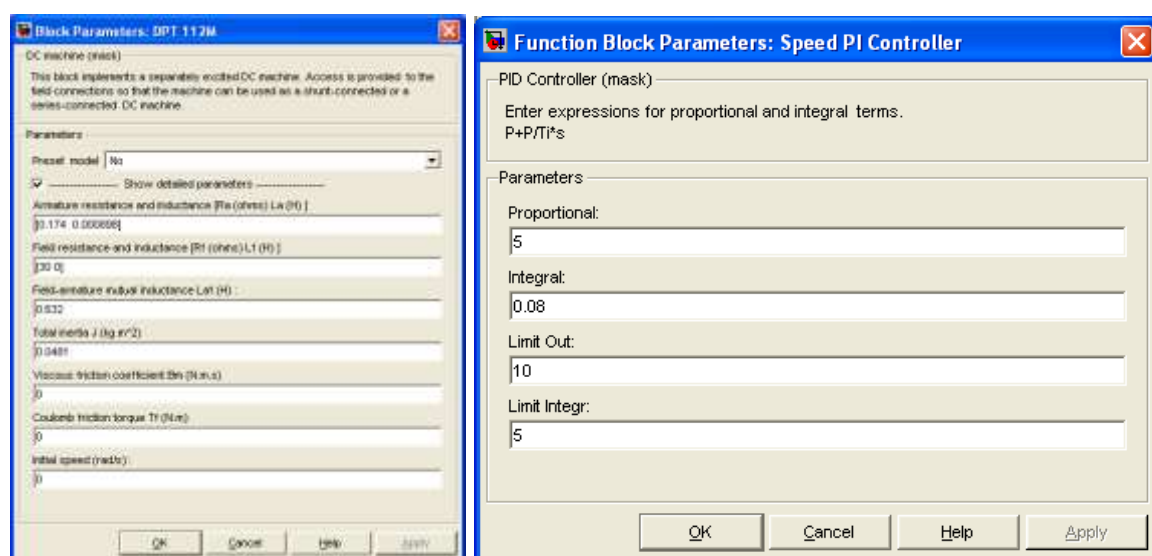 Block Parameters: DPT 112M
DC machine (mask)
This block implements a separately excited DC machine. Access is provided to the
field connections so that the machine can be used as a shunt-connected or a
series-connected DC machine.
Parameters
Preset model: No
Show detailed parameters
Armature resistance and inductance [Ra (ohms) La (H) ]
Field resistance and inductance [Rf (ohms) Lf (H) ]
[30 0]
Field-armature mutual inductance Laf (H) :
0.632
Total inertia J (kg.m^2)
0.0481
Viscous friction coefficient Bm (N.m.s)
0
Coulomb friction torque Tf (N.m)
0
Initial speed (rad/s) :
0
OK Cancel Help Apply
Function Block Parameters: Speed PI Controller
PID Controller (mask)
Enter expressions for proportional and integral terms.
P+P/Ti*s
Parameters
Proportional:
5
Integral:
0.08
Limit Out:
10
Limit Integr:
5
OK Cancel Help Apply